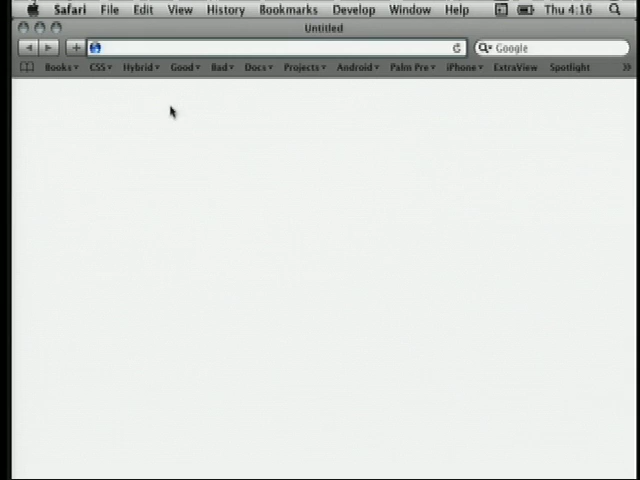 Safari File Edit View History Bookmarks Develop Window Help Thu 4:16
Untitled
Google
Books CSS Hybrid Good Bad Docs Projects Android Palm Pre iPhone ExtraView Spotlight »